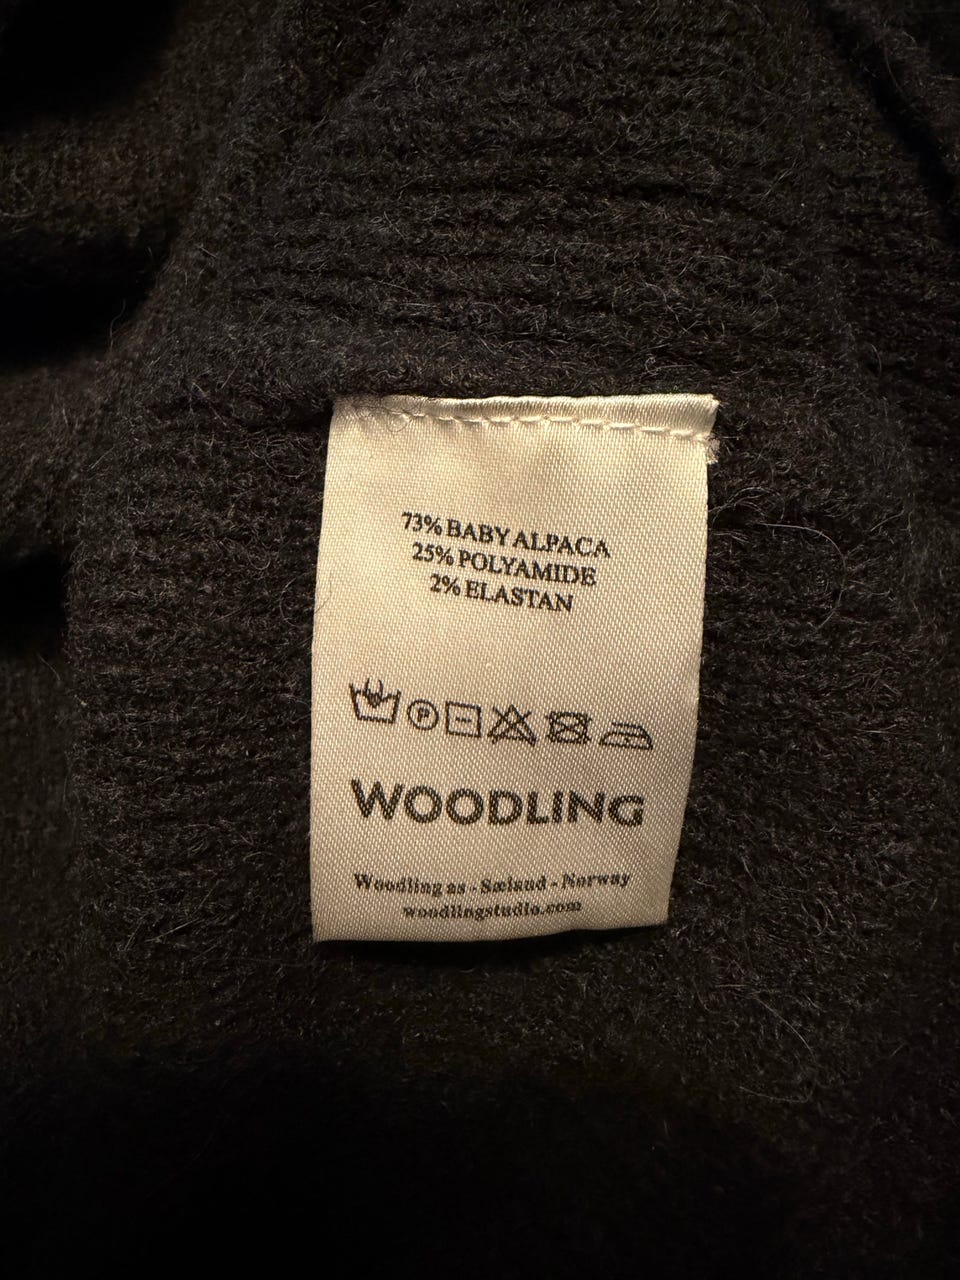 73% BABY ALPACA
25% POLYAMIDE
2% ELASTAN
P
WOODLING
Woodling as - Sæland - Norway
woodlingstudio.com